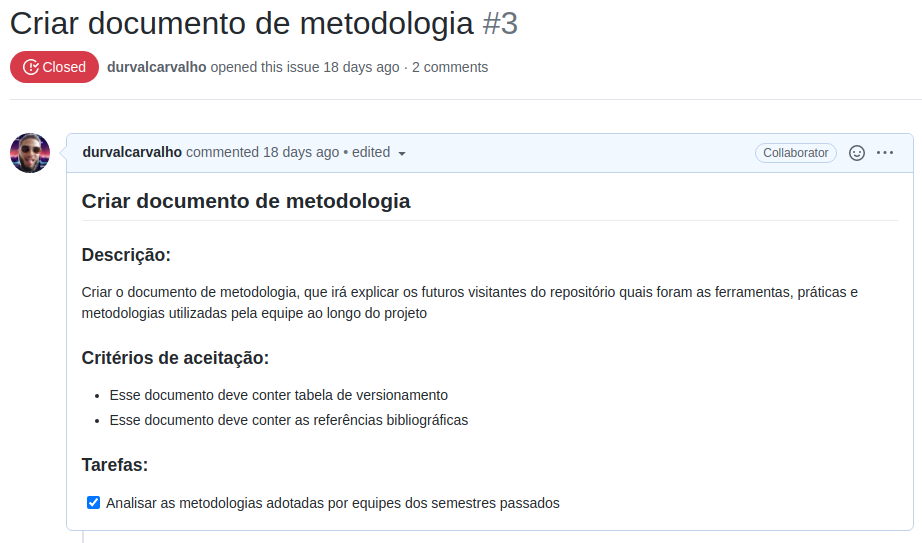 Criar documento de metodologia #3
Closed durvalcarvalho opened this issue 18 days ago · 2 comments
durvalcarvalho commented 18 days ago • edited Collaborator
Criar documento de metodologia
Descrição:
Criar o documento de metodologia, que irá explicar os futuros visitantes do repositório quais foram as ferramentas, práticas e
metodologias utilizadas pela equipe ao longo do projeto
Critérios de aceitação:
• Esse documento deve conter tabela de versionamento
• Esse documento deve conter as referências bibliográficas
Tarefas:
Analisar as metodologias adotadas por equipes dos semestres passados